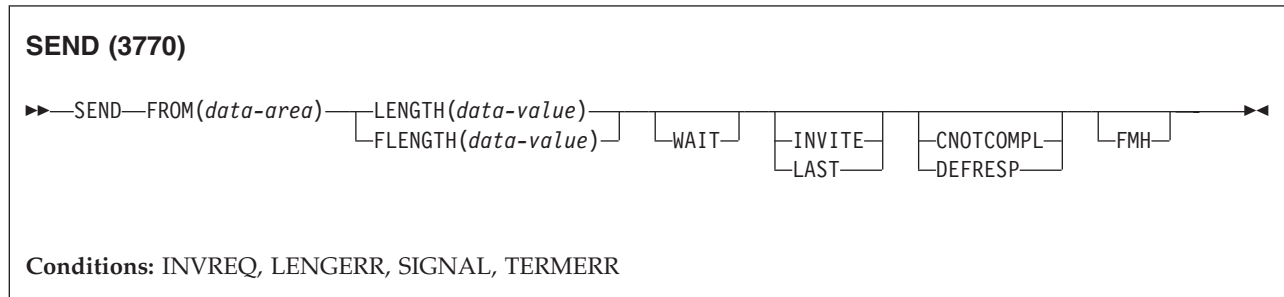 SEND (3770)
SEND FROM(data-area) LENGTH(data-value)
FLENGTH(data-value) WAIT INVITE CNOTCOMPL FMH
LAST DEFRESP
Conditions: INVREQ, LENGERR, SIGNAL, TERMERR